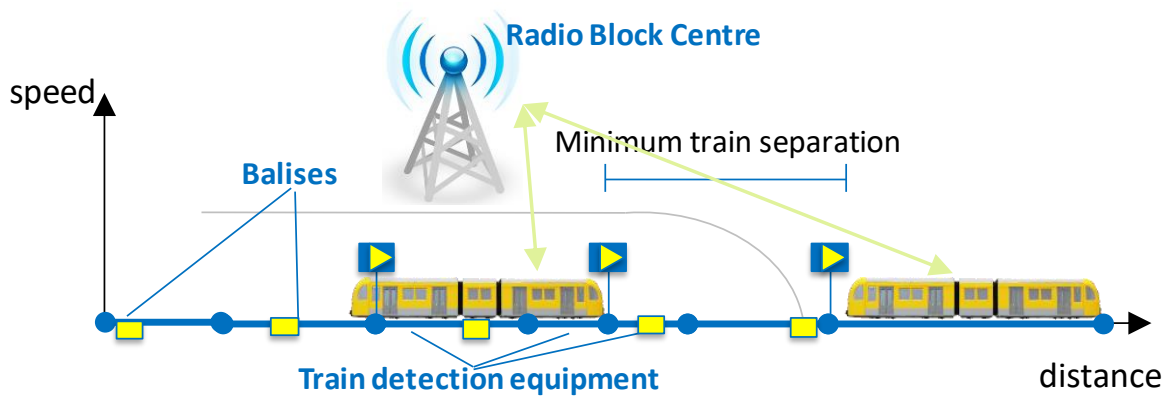 Radio Block Centre
speed
Minimum train separation
Balises
Train detection equipment
distance